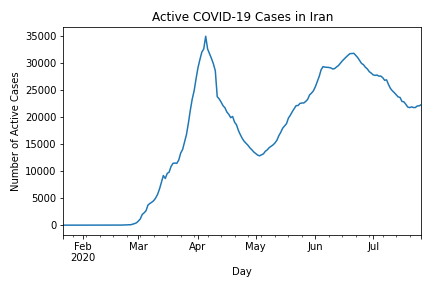 Active COVID-19 Cases in Iran
Number of Active Cases
35000
30000
25000
20000
15000
10000
5000
0
Feb Mar Apr May Jun Jul
2020
Day